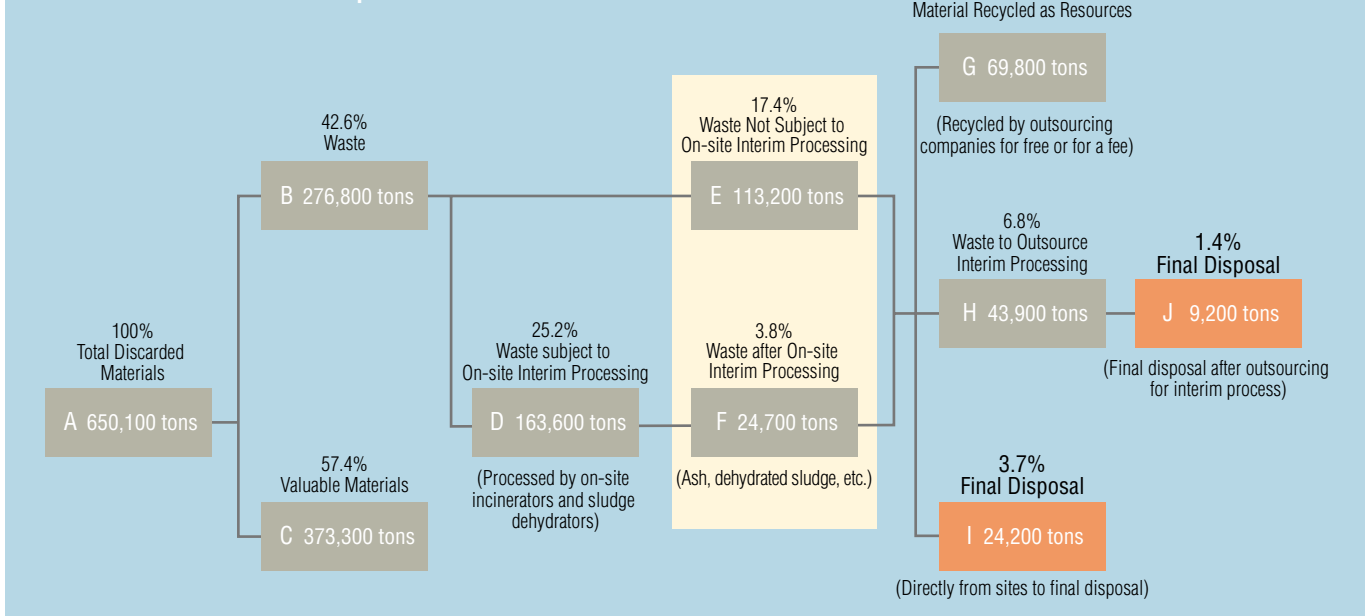 Material Recycled as Resources
G 69,800 tons
(Recycled by outsourcing
companies for free or for a fee)
17.4%
Waste Not Subject to
On-site Interim Processing
E 113,200 tons
42.6%
Waste
B 276,800 tons
6.8%
Waste to Outsource
Interim Processing
H 43,900 tons
1.4%
Final Disposal
J 9,200 tons
(Final disposal after outsourcing
for interim process)
100%
Total Discarded
Materials
A 650,100 tons
25.2%
Waste subject to
On-site Interim Processing
D 163,600 tons
(Processed by on-site
incinerators and sludge
dehydrators)
3.8%
Waste after On-site
Interim Processing
F 24,700 tons
(Ash, dehydrated sludge, etc.)
57.4%
Valuable Materials
C 373,300 tons
3.7%
Final Disposal
I 24,200 tons
(Directly from sites to final disposal)